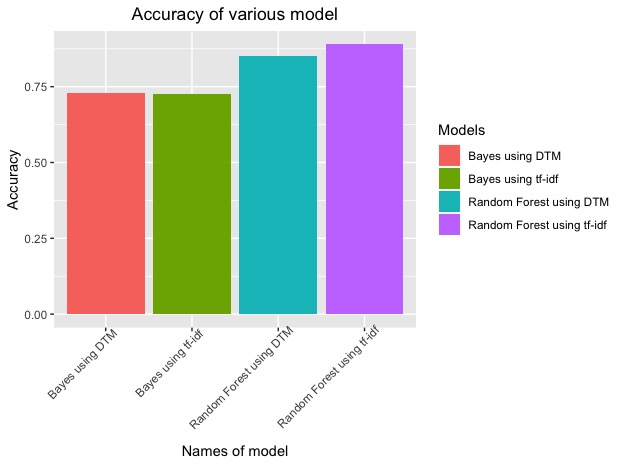 Accuracy of various model
Accuracy
0.75
0.50
0.25
0.00
Bayes using DTM
Bayes using tf-idf
Random Forest using DTM
Random Forest using tf-idf
Names of model
Models
Bayes using DTM
Bayes using tf-idf
Random Forest using DTM
Random Forest using tf-idf